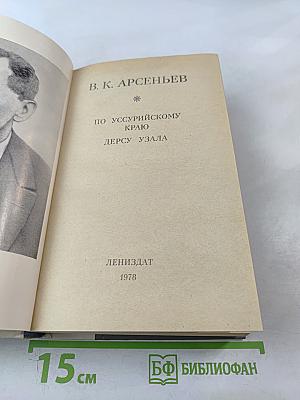 В. К. АРСЕНЬЕВ
ПО УССУРИЙСКОМУ
КРАЮ
ДЕРСУ УЗАЛА
ЛЕНИЗДАТ
1978
15 см
БФ БИБЛИОФАН